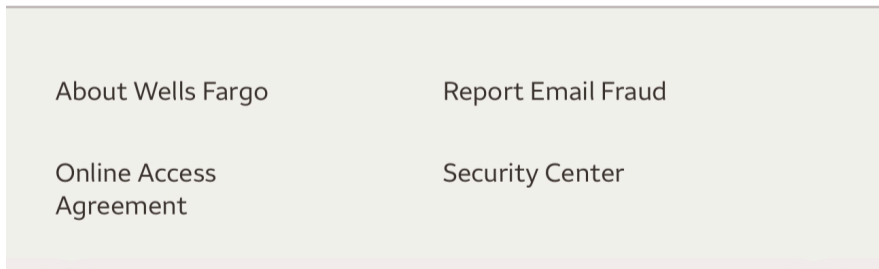 About Wells Fargo
Report Email Fraud
Online Access
Agreement
Security Center